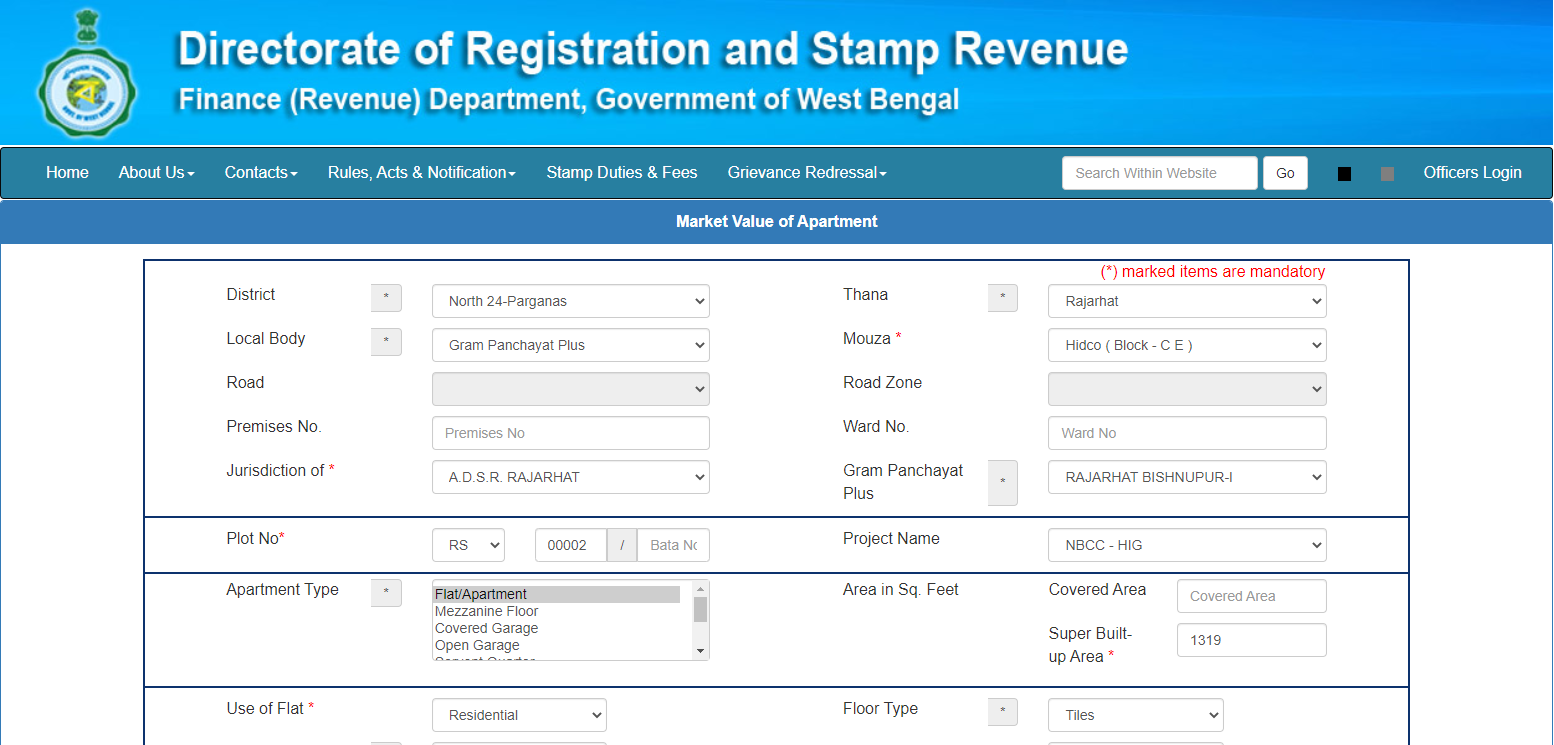 Directorate of Registration and Stamp Revenue
Finance (Revenue) Department, Government of West Bengal
Home About Us Contacts Rules, Acts & Notification Stamp Duties & Fees Grievance Redressal Search Within Website Go Officers Login
Market Value of Apartment
(*) marked items are mandatory
District * North 24-Parganas Thana * Rajarhat
Local Body * Gram Panchayat Plus Mouza * Hidco ( Block - C E )
Road Road Zone
Premises No. Premises No Ward No. Ward No
Jurisdiction of * A.D.S.R. RAJARHAT Gram Panchayat Plus * RAJARHAT BISHNUPUR-I
Plot No* RS 00002 / Bata No Project Name NBCC - HIG
Apartment Type * Flat/Apartment Area in Sq. Feet Covered Area Covered Area
Mezzanine Floor
Covered Garage
Open Garage Super Built-up Area * 1319
Servant Quarter
Use of Flat * Residential Floor Type * Tiles